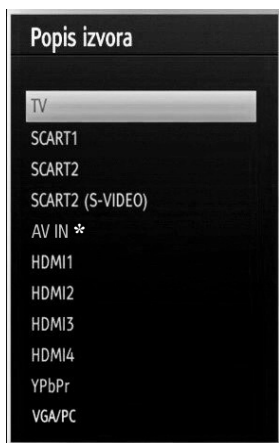 Popis izvora
TV
SCART1
SCART2
SCART2 (S-VIDEO)
AV IN *
HDMI1
HDMI2
HDMI3
HDMI4
YPbPr
VGA/PC